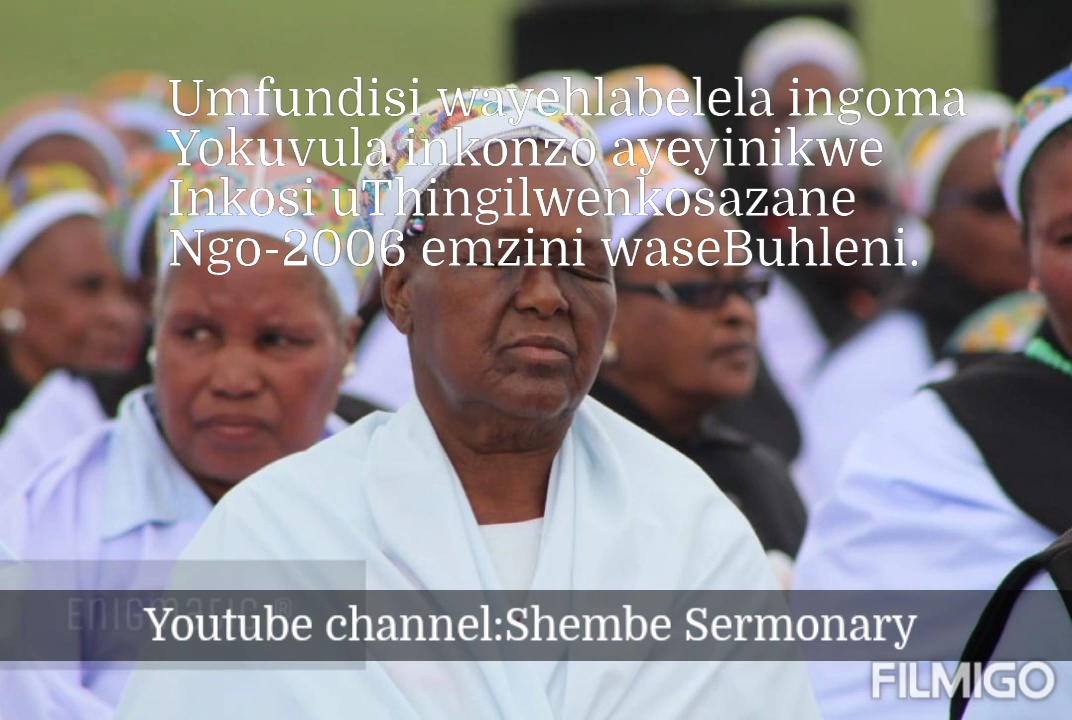 Umfundisi wayehlabelela ingoma
Yokuvula inkonzo ayeyinikwe
Inkosi uThingilwenkosazane
Ngo-2006 emzini waseBuhleni.
Youtube channel:Shembe Sermonary
FILMIGO